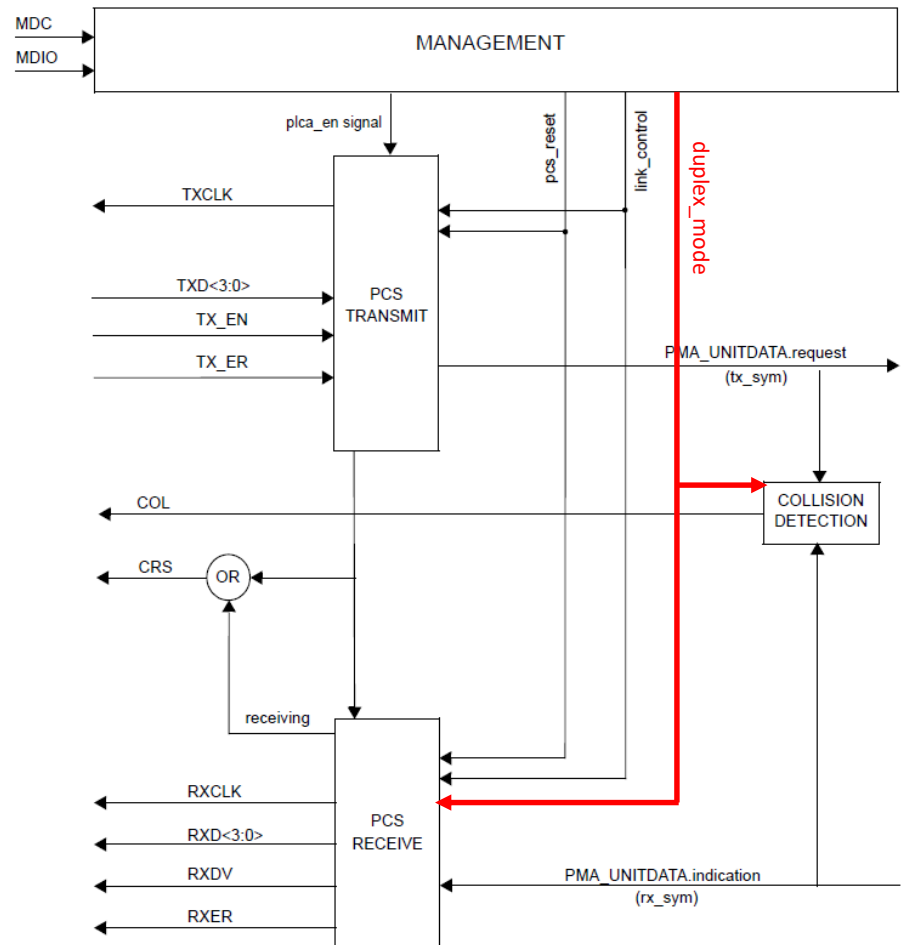 MDC
MANAGEMENT
MDIO
plca_en signal
pcs_reset
link_control
duplex_mode
TXCLK
TXD<3:0>
PCS
TRANSMIT
TX_EN
TX_ER
PMA_UNITDATA.request
(tx_sym)
COL
COLLISION
DETECTION
CRS
OR
receiving
RXCLK
PCS
RECEIVE
RXD<3:0>
RXDV
PMA_UNITDATA.indication
(rx_sym)
RXER